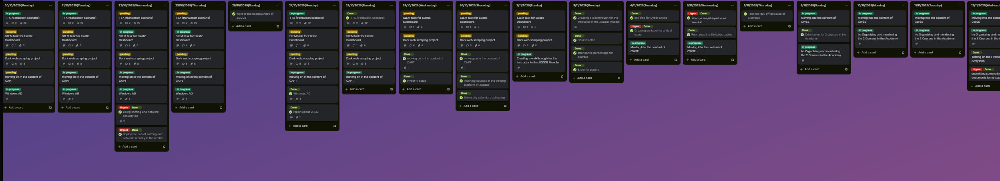 20/10/2025(Monday)
in progress
TTX (translation scenario)
2 29
pending
SIEM task for Elastic
Dashboard
1 5
pending
Dark web scraping project
6 8
pending
moving on in the content of
CAPT
in progress
Windows AD
Add a card
21/10/2025(Tuesday)
in progress
TTX (translation scenario)
2 29
pending
SIEM task for Elastic
Dashboard
1 5
pending
Dark web scraping project
6 8
in progress
moving on in the content of
CAPT
in progress
Windows AD
1
Add a card
22/10/2025(Wednesday)
pending
TTX (translation scenario)
2 29
in progress
SIEM task for Elastic
Dashboard
1 6
pending
Dark web scraping project
6 8
in progress
moving on in the content of
CAPT
in progress
Windows AD
1
Urgent Done
Doing sniffing and network
security lab
2
Urgent Done
deploy the Lab of sniffing and
network security in the red lab
Add a card
23/10/2025(Thursday)
pending
TTX (translation scenario)
2 29
in progress
SIEM task for Elastic
Dashboard
1 6
pending
Dark web scraping project
6 8
in progress
moving on in the content of
CAPT
in progress
Windows AD
4
Add a card
26/10/2025(Sunday)
went to the headquarters of
JODDB
Add a card
27/10/2025(Monday)
in progress
TTX (translation scenario)
2 32
pending
SIEM task for Elastic
Dashboard
1 6
pending
Dark web scraping project
6 8
in progress
moving on in the content of
CAPT
Done
Windows AD
4
Done
report about CREST
1
Add a card
28/10/2025(Tuesday)
Done
TTX (translation scenario)
2 32
pending
SIEM task for Elastic
Dashboard
1 6
pending
Dark web scraping project
6 8
in progress
moving on in the content of
CAPT
Add a card
29/10/2025(Wednesday)
pending
SIEM task for Elastic
Dashboard
1 6
pending
Dark web scraping project
6 8
Done
moving on in the content of
CAPT
1
Done
Hyper-V setup
Add a card
30/10/2025(Thursday)
pending
SIEM task for Elastic
Dashboard
1 6
pending
Dark web scraping project
6 8
Done
moving on in the content of
CAPT
1
Done
inserting courses in the training
platform of JODDB
Done
University calendars collecting
Add a card
2/11/2025(Sunday)
pending
SIEM task for Elastic
Dashboard
1 6
pending
Dark web scraping project
6 8
in progress
Creating a walkthrough for the
instructor in the JODDB Moodle
Add a card
3/11/2026(Monday)
Done
Creating a walkthrough for the
instructor in the JODDB Moodle
Done
Courses plan
Done
attendance percentage for
courses
Done
Excel for papers
Add a card
4/11/2025(Tuesday)
Done
link tree for Cyber Shield
Urgent Done
Creating an Excel for critical
issue
in progress
Moving into the content of
CWSE
Add a card
5/11/2025(Wednesday)
Urgent Done
تمديد خطوط انترنيت في ساحه
الاكاديمية
Done
Rearrange the Switches cables
in progress
Moving into the content of
CWSE
Add a card
6/11/2025(Thursday)
Take the day off because of
sickness
Add a card
9/11/2025(Sunday)
in progress
Moving into the content of
CWSE
Done
Orientation for 2 courses in the
Academy
in progress
he Organizing and monitoring
the 2 Courses in the Academy
Add a card
10/11/2025(Monday)
in progress
Moving into the content of
CWSE
in progress
he Organizing and monitoring
the 2 Courses in the Academy
Add a card
11/11/2025(Tuesday)
in progress
Moving into the content of
CWSE
in progress
he Organizing and monitoring
the 2 Courses in the Academy
Add a card
12/11/2025(Wednesd
in progress
Moving into the conte
CWSE
in progress
he Organizing and mo
the 2 Courses in the A
Done
Testing on the Firewa
Armython
Urgent Done
submitting some critic
documents to my sup
Add a card